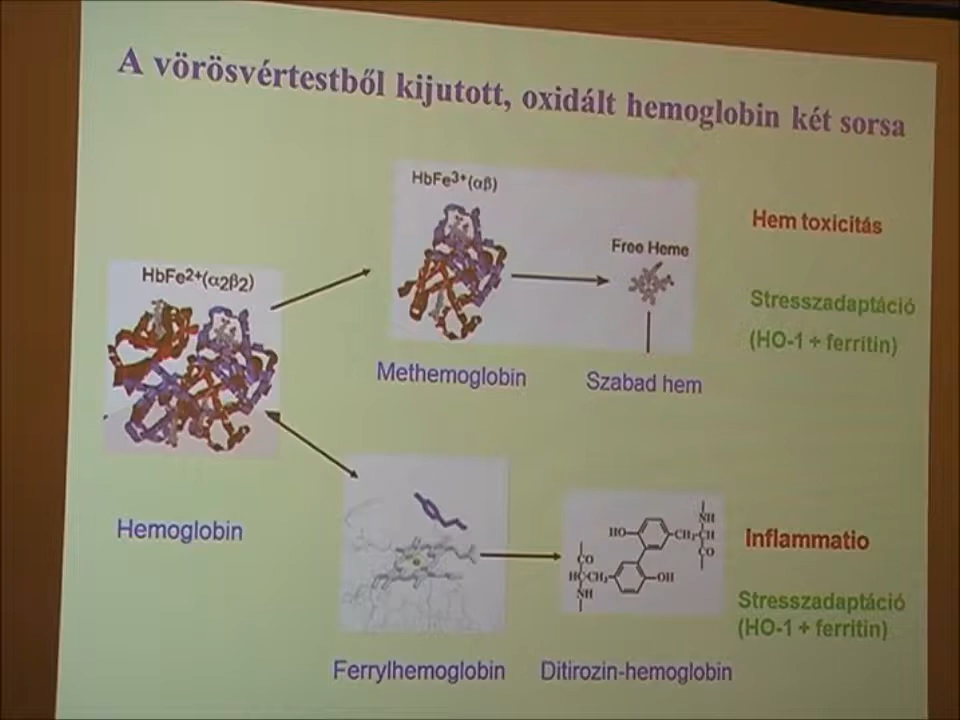 A vörösvértestből kijutott, oxidált hemoglobin két sorsa
HbFe3+(αβ)
Free Heme
Hem toxicitás
HbFe2+(α2β2)
Stresszadaptáció
(HO-1 + ferritin)
Methemoglobin
Szabad hem
Hemoglobin
HO
CH2
NH
CH
CO
CO
HC
CH2
OH
NH
Inflammatio
Stresszadaptáció
(HO-1 + ferritin)
Ferrylhemoglobin
Ditirozin-hemoglobin